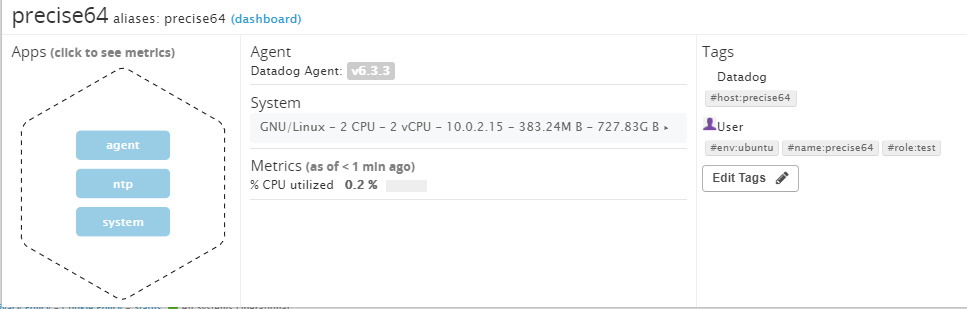 precise64 aliases: precise64 (dashboard)
Apps (click to see metrics)
agent
ntp
system
Agent
Datadog Agent: v6.3.3
System
GNU/Linux – 2 CPU – 2 vCPU – 10.0.2.15 – 383.24M B – 727.83G B ▸
Metrics (as of < 1 min ago)
% CPU utilized 0.2 %
Tags
Datadog
#host:precise64
User
#env:ubuntu #name:precise64 #role:test
Edit Tags